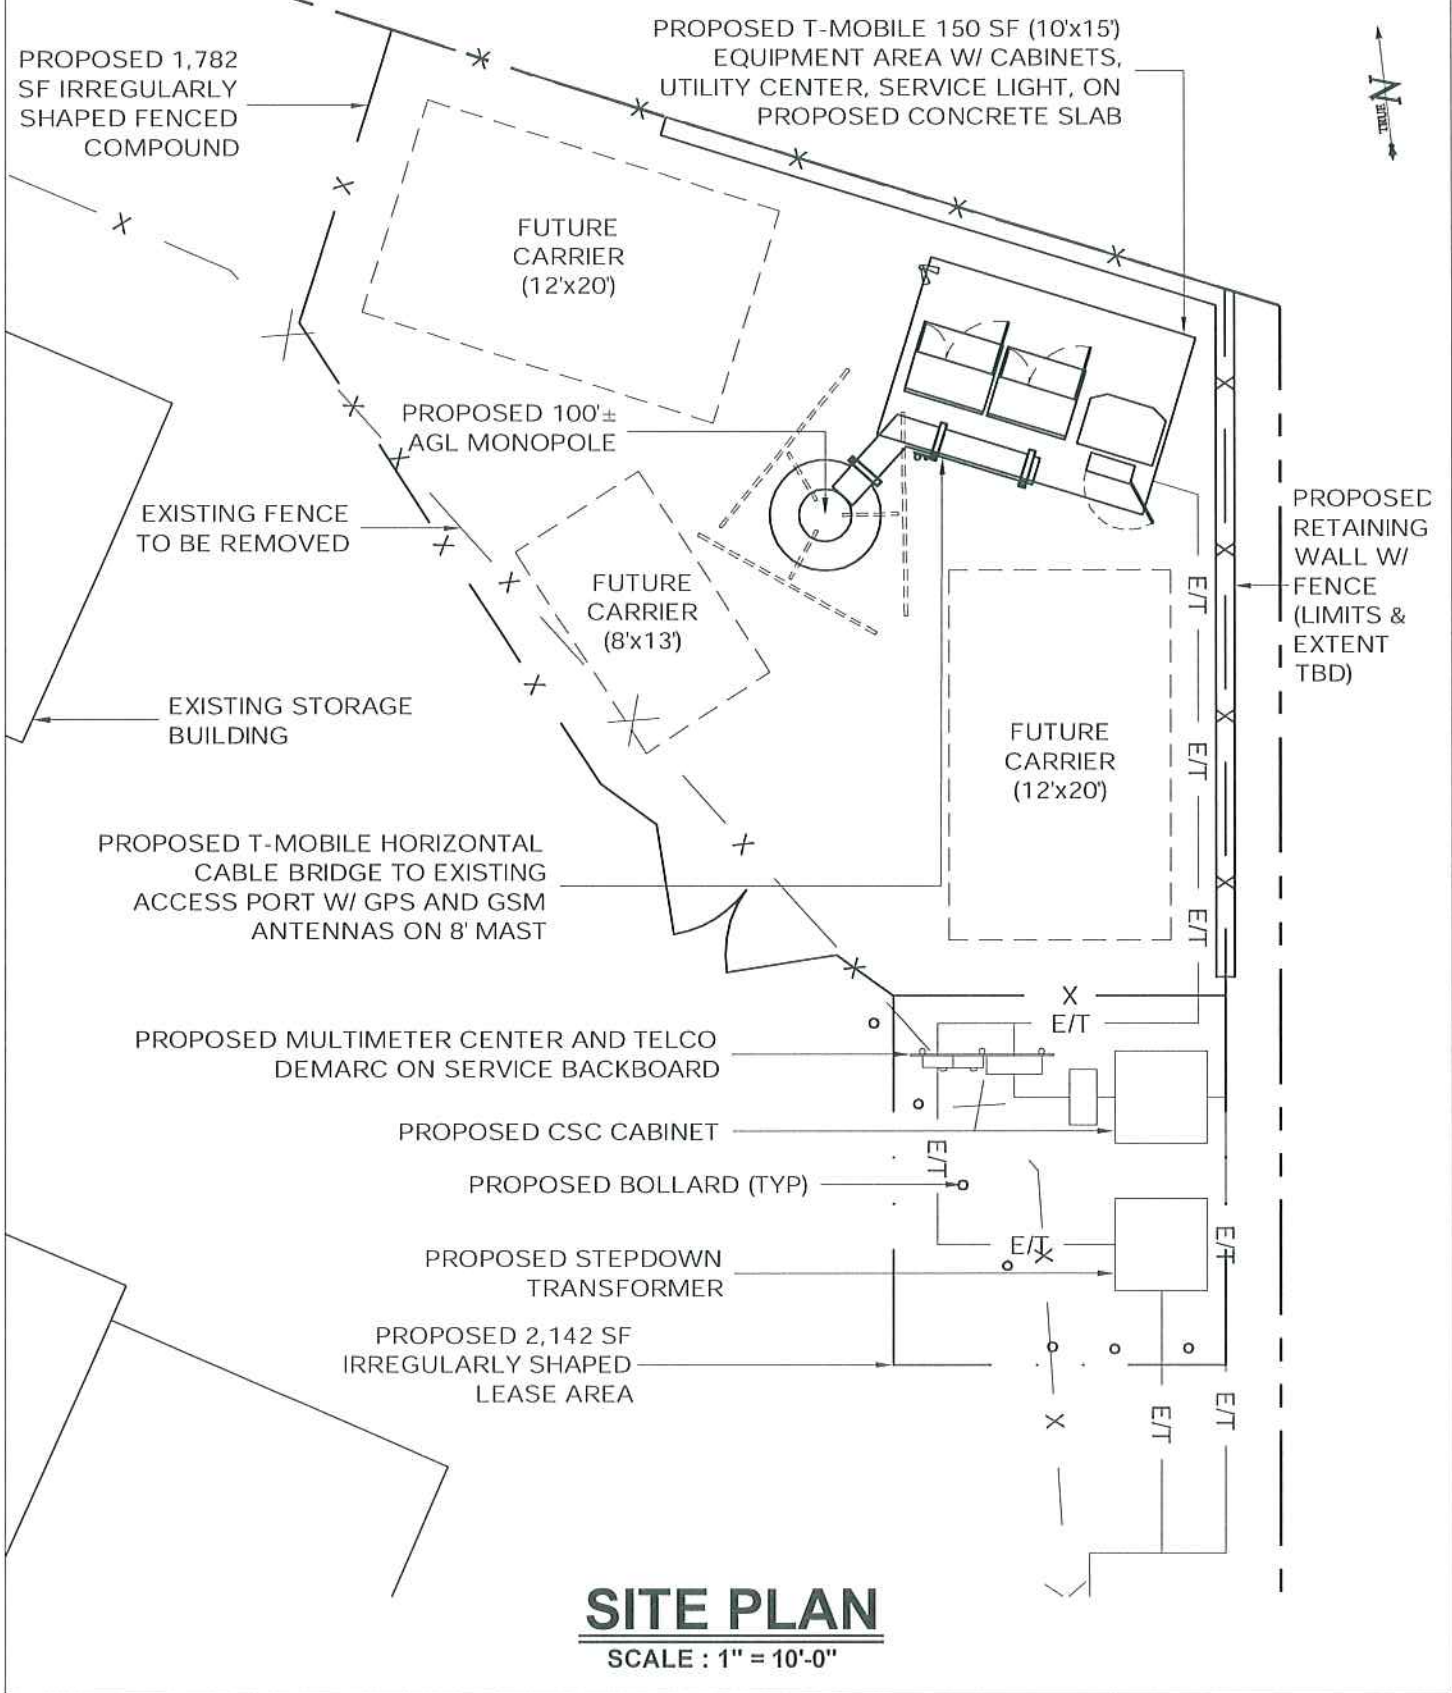 PROPOSED 1,782
SF IRREGULARLY
SHAPED FENCED
COMPOUND
PROPOSED T-MOBILE 150 SF (10'x15')
EQUIPMENT AREA W/ CABINETS,
UTILITY CENTER, SERVICE LIGHT, ON
PROPOSED CONCRETE SLAB
N
TRUE
FUTURE
CARRIER
(12'x20')
PROPOSED 100'±
AGL MONOPOLE
EXISTING FENCE
TO BE REMOVED
PROPOSED
RETAINING
WALL W/
FENCE
(LIMITS &
EXTENT
TBD)
FUTURE
CARRIER
(8'x13')
E/T
EXISTING STORAGE
BUILDING
FUTURE
CARRIER
(12'x20')
E/T
PROPOSED T-MOBILE HORIZONTAL
CABLE BRIDGE TO EXISTING
ACCESS PORT W/ GPS AND GSM
ANTENNAS ON 8' MAST
E/T
X
E/T
PROPOSED MULTIMETER CENTER AND TELCO
DEMARC ON SERVICE BACKBOARD
PROPOSED CSC CABINET
E/T
PROPOSED BOLLARD (TYP)
E/T
E/T
PROPOSED STEPDOWN
TRANSFORMER
PROPOSED 2,142 SF
IRREGULARLY SHAPED
LEASE AREA
E/T
E/T
SITE PLAN
SCALE : 1" = 10'-0"